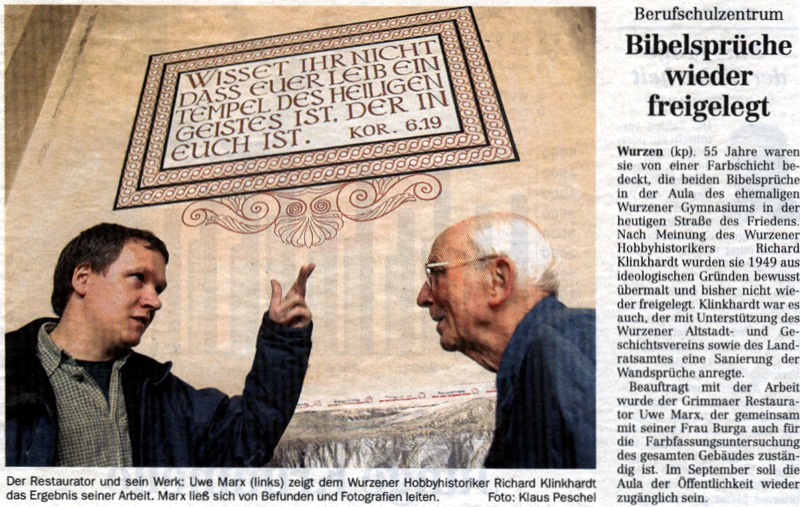 WISSET IHR NICHT
DASS EUER LEIB EIN
TEMPEL DES HEILIGEN
GEISTES IST, DER IN
EUCH IST. KOR. 6.19
Der Restaurator und sein Werk: Uwe Marx (links) zeigt dem Wurzener Hobbyhistoriker Richard Klinkhardt
das Ergebnis seiner Arbeit. Marx ließ sich von Befunden und Fotografien leiten. Foto: Klaus Peschel
Berufschulzentrum
Bibelsprüche
wieder
freigelegt
Wurzen (kp). 55 Jahre waren
sie von einer Farbschicht be-
deckt, die beiden Bibelsprüche
in der Aula des ehemaligen
Wurzener Gymnasiums in der
heutigen Straße des Friedens.
Nach Meinung des Wurzener
Hobbyhistorikers Richard
Klinkhardt wurden sie 1949 aus
ideologischen Gründen bewusst
übermalt und bisher nicht wie-
der freigelegt. Klinkhardt war es
auch, der mit Unterstützung des
Wurzener Altstadt- und Ge-
schichtsvereins sowie des Land-
ratsamtes eine Sanierung der
Wandsprüche anregte.
Beauftragt mit der Arbeit
wurde der Grimmaer Restaura-
tor Uwe Marx, der gemeinsam
mit seiner Frau Burga auch für
die Farbfassungsuntersuchung
des gesamten Gebäudes zustän-
dig ist. Im September soll die
Aula der Öffentlichkeit wieder
zugänglich sein.